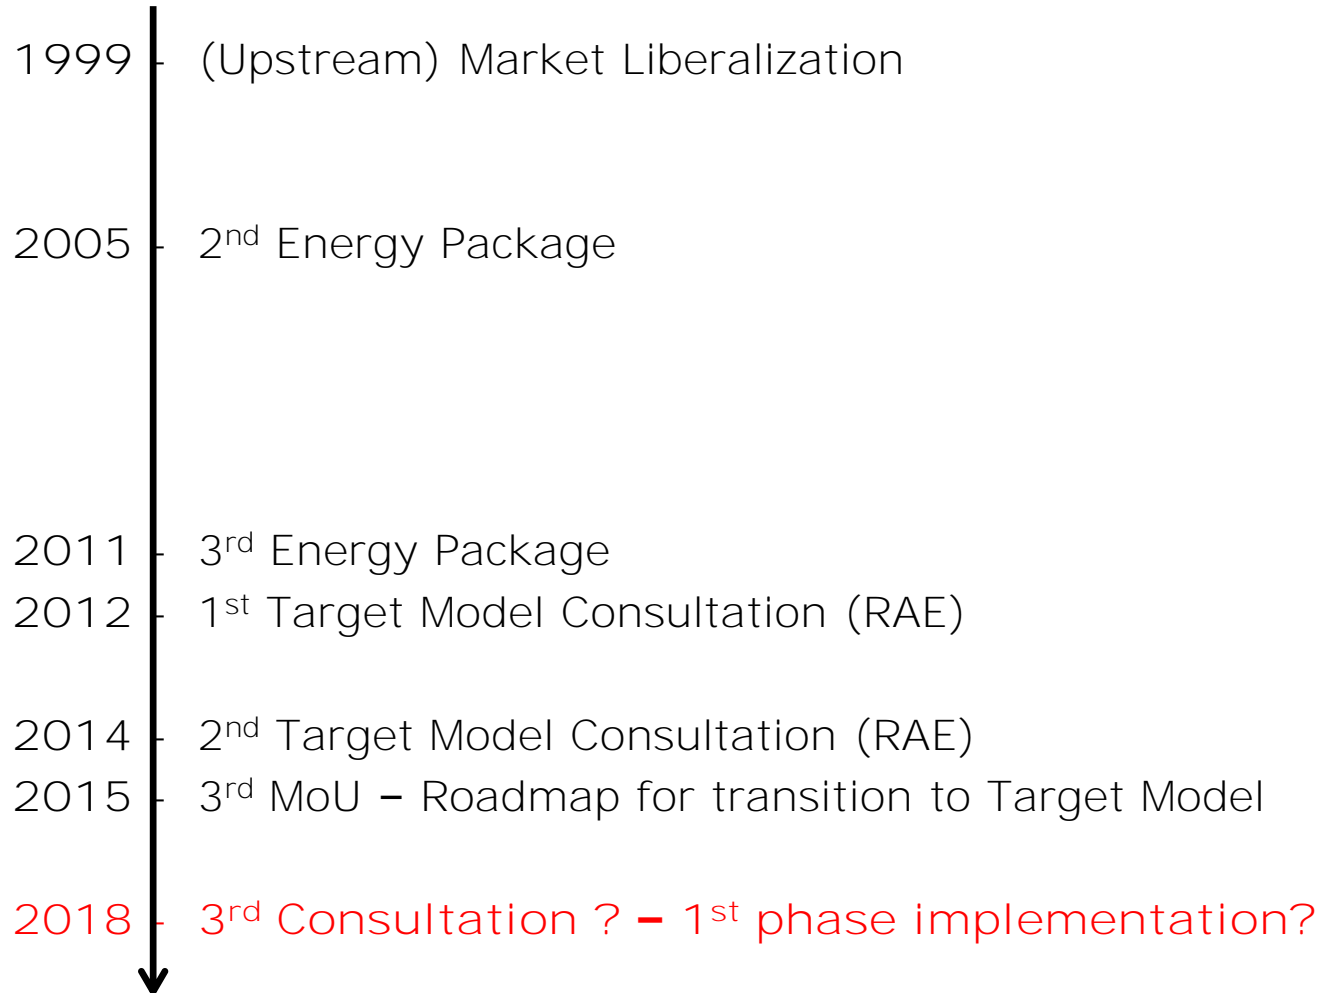 1999 - (Upstream) Market Liberalization
2005 - 2nd Energy Package
2011 - 3rd Energy Package
2012 - 1st Target Model Consultation (RAE)
2014 - 2nd Target Model Consultation (RAE)
2015 - 3rd MoU – Roadmap for transition to Target Model
2018 - 3rd Consultation ? – 1st phase implementation?